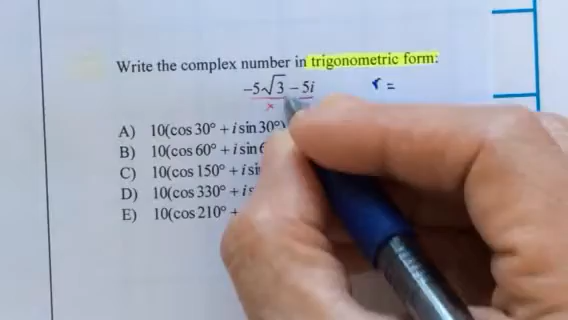 Write the complex number in trigonometric form:
-5√3 - 5i r =
x
A) 10(cos 30° + i sin 30°)
B) 10(cos 60° + i sin
C) 10(cos 150° + i
D) 10(cos 330° + i
E) 10(cos 210° +